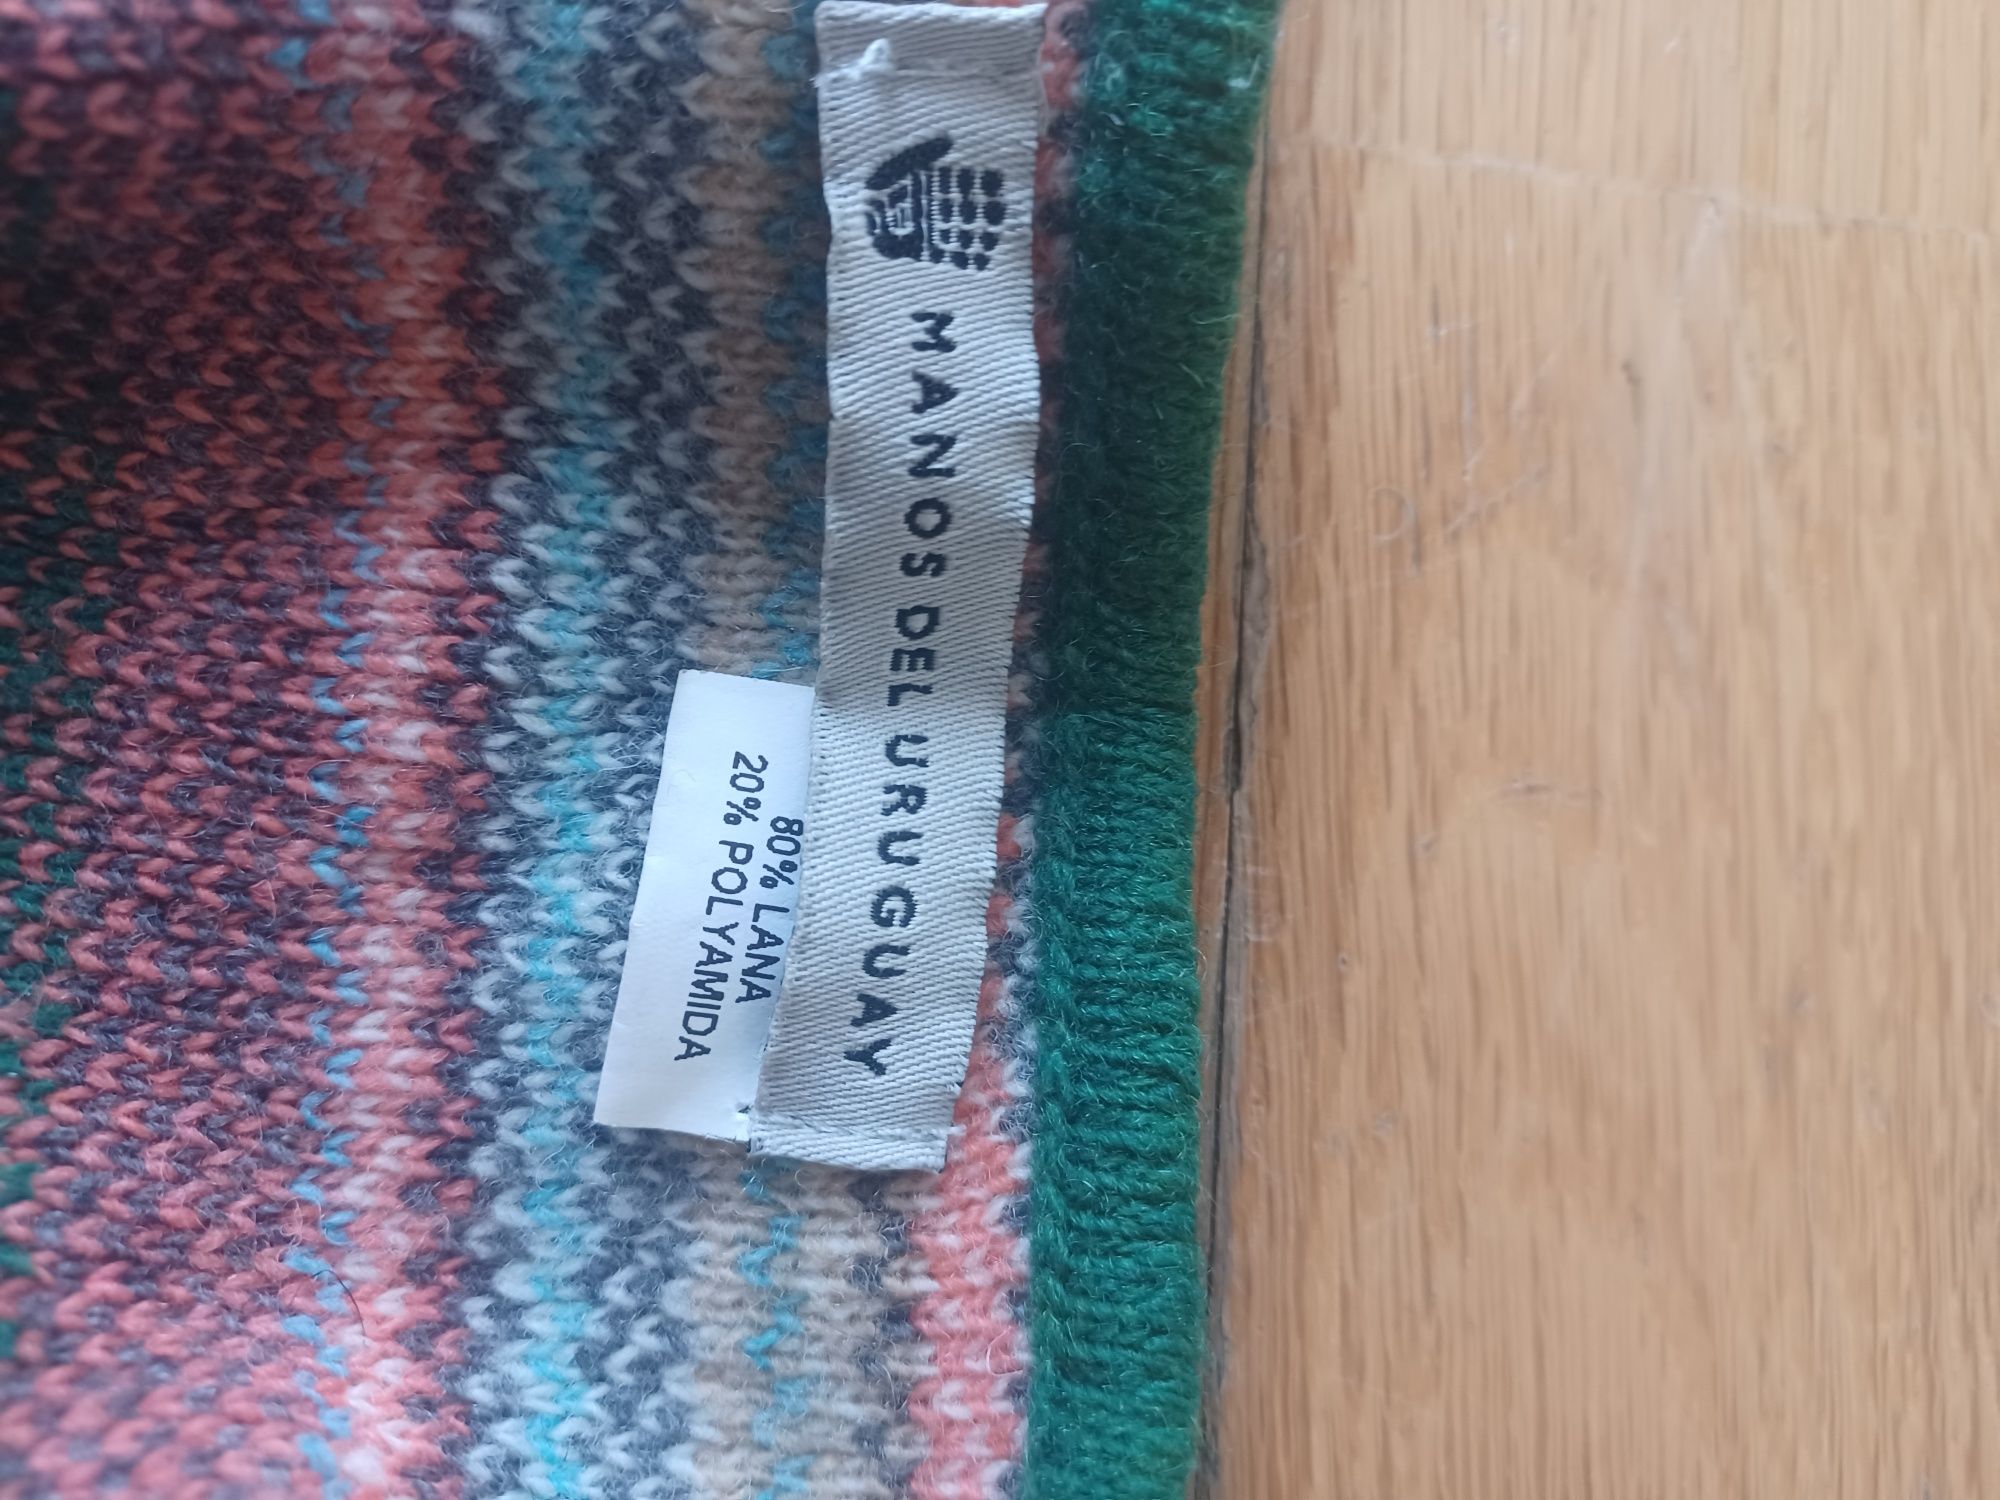 MANOS DEL URUGUAY
80% LANA
20% POLYAMIDA